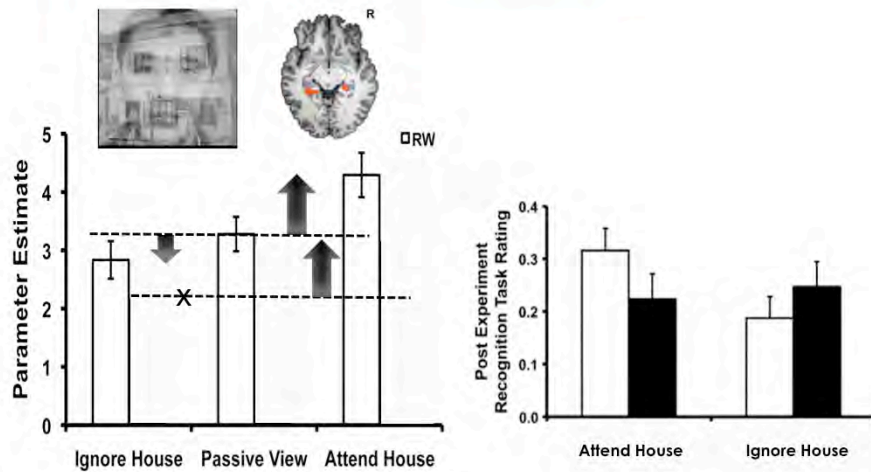 R
RW
Parameter Estimate
5
4
3
2
1
0
X
Ignore House Passive View Attend House
Post Experiment
Recognition Task Rating
0.4
0.3
0.2
0.1
0.0
Attend House Ignore House